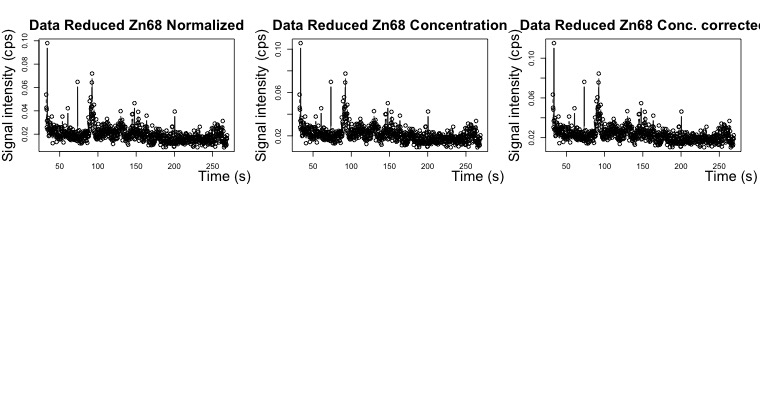 Data Reduced Zn68 Normalized
Signal intensity (cps)
0.10
0.08
0.06
0.04
0.02
50
100
150
200
250
Time (s)
Data Reduced Zn68 Concentration
Signal intensity (cps)
0.10
0.06
0.02
50
100
150
200
250
Time (s)
Data Reduced Zn68 Conc. corrected
Signal intensity (cps)
0.10
0.06
0.02
50
100
150
200
250
Time (s)